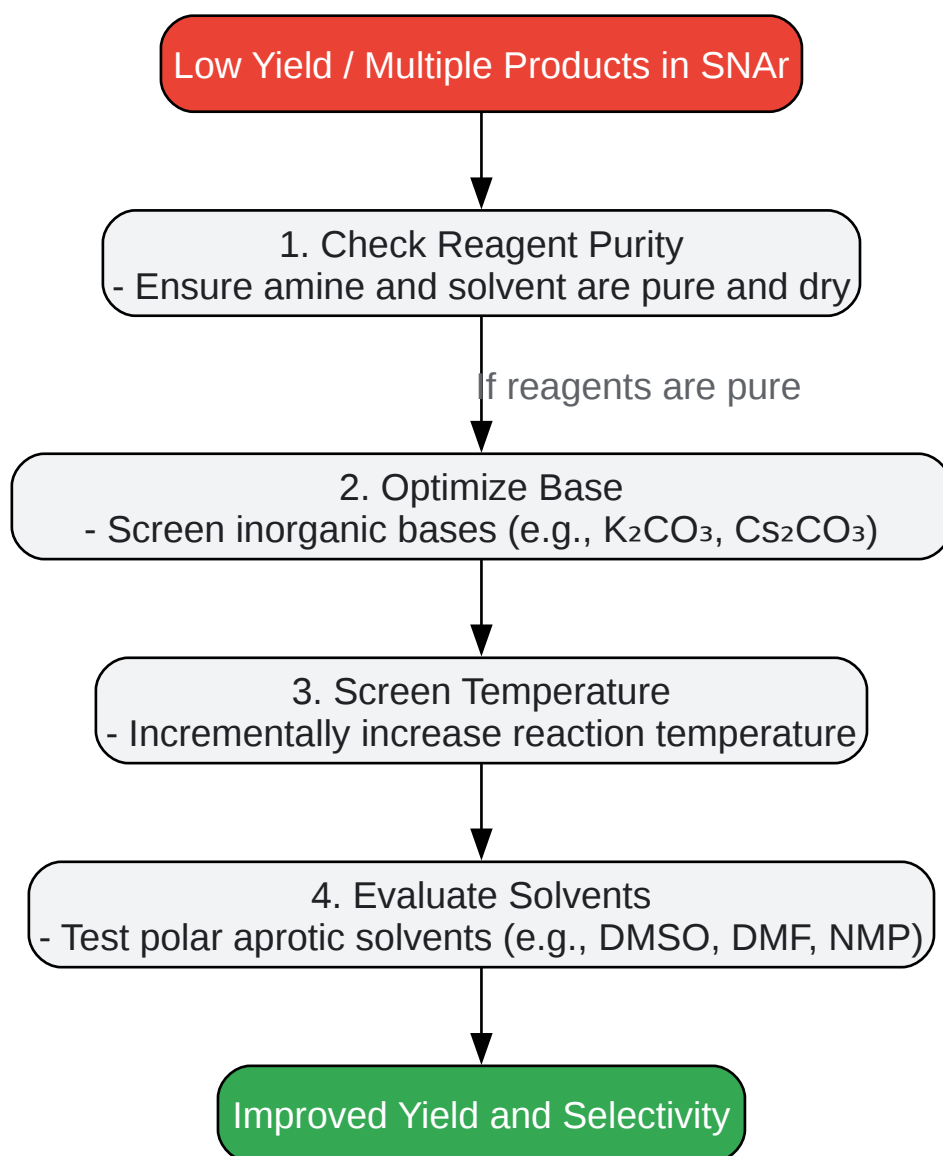 Low Yield / Multiple Products in SNAr
1. Check Reagent Purity
- Ensure amine and solvent are pure and dry
If reagents are pure
2. Optimize Base
- Screen inorganic bases (e.g., K₂CO₃, Cs₂CO₃)
3. Screen Temperature
- Incrementally increase reaction temperature
4. Evaluate Solvents
- Test polar aprotic solvents (e.g., DMSO, DMF, NMP)
Improved Yield and Selectivity